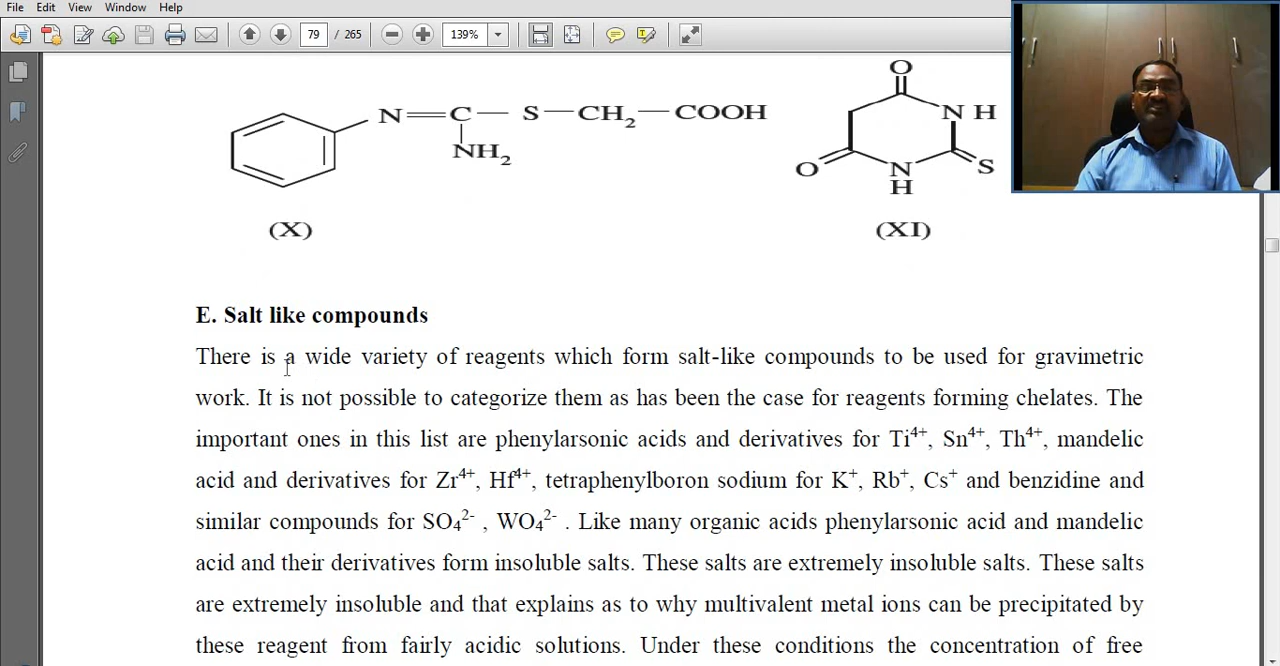 File Edit View Window Help
79 / 265 139%
O
N = C — S — CH2 — COOH
NH2
N H
O
N
H
S
(X) (XI)
E. Salt like compounds
There is a wide variety of reagents which form salt-like compounds to be used for gravimetric
work. It is not possible to categorize them as has been the case for reagents forming chelates. The
important ones in this list are phenylarsonic acids and derivatives for Ti4+, Sn4+, Th4+, mandelic
acid and derivatives for Zr4+, Hf4+, tetraphenylboron sodium for K+, Rb+, Cs+ and benzidine and
similar compounds for SO42- , WO42- . Like many organic acids phenylarsonic acid and mandelic
acid and their derivatives form insoluble salts. These salts are extremely insoluble salts. These salts
are extremely insoluble and that explains as to why multivalent metal ions can be precipitated by
these reagent from fairly acidic solutions. Under these conditions the concentration of free